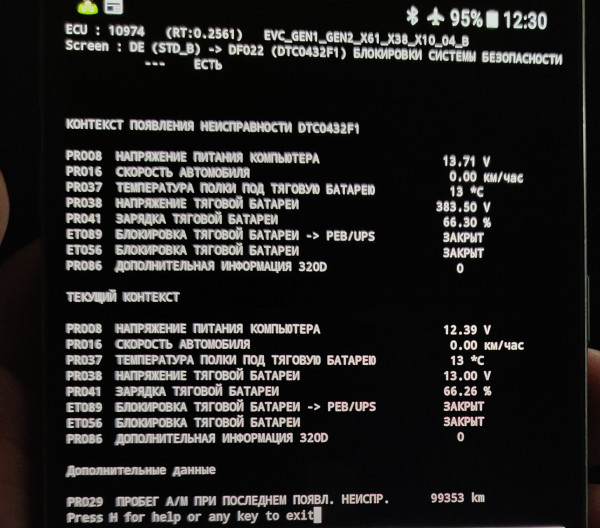 95% 12:30
ECU : 10974 (RT:0.2561) EVC_GEN1_GEN2_X61_X38_X10_04_B
Screen : DE (STD_B) -> DF022 (DTC0432F1) БЛОКИРОВКИ СИСТЕМЫ БЕЗОПАСНОСТИ
--- ЕСТЬ
КОНТЕКСТ ПОЯВЛЕНИЯ НЕИСПРАВНОСТИ DTC0432F1
PR008 НАПРЯЖЕНИЕ ПИТАНИЯ КОМПЬЮТЕРА 13.71 V
PR016 СКОРОСТЬ АВТОМОБИЛЯ 0.00 км/час
PR037 ТЕМПЕРАТУРА ПОЛКИ ПОД ТЯГОВУЮ БАТАРЕЮ 13 *C
PR038 НАПРЯЖЕНИЕ ТЯГОВОЙ БАТАРЕИ 383.50 V
PR041 ЗАРЯДКА ТЯГОВОЙ БАТАРЕИ 66.30 %
ET089 БЛОКИРОВКА ТЯГОВОЙ БАТАРЕИ -> PEB/UPS ЗАКРЫТ
ET056 БЛОКИРОВКА ТЯГОВОЙ БАТАРЕИ ЗАКРЫТ
PR086 ДОПОЛНИТЕЛЬНАЯ ИНФОРМАЦИЯ 320D 0
ТЕКУЩИЙ КОНТЕКСТ
PR008 НАПРЯЖЕНИЕ ПИТАНИЯ КОМПЬЮТЕРА 12.39 V
PR016 СКОРОСТЬ АВТОМОБИЛЯ 0.00 км/час
PR037 ТЕМПЕРАТУРА ПОЛКИ ПОД ТЯГОВУЮ БАТАРЕЮ 13 *C
PR038 НАПРЯЖЕНИЕ ТЯГОВОЙ БАТАРЕИ 13.00 V
PR041 ЗАРЯДКА ТЯГОВОЙ БАТАРЕИ 66.26 %
ET089 БЛОКИРОВКА ТЯГОВОЙ БАТАРЕИ -> PEB/UPS ЗАКРЫТ
ET056 БЛОКИРОВКА ТЯГОВОЙ БАТАРЕИ ЗАКРЫТ
PR086 ДОПОЛНИТЕЛЬНАЯ ИНФОРМАЦИЯ 320D 0
Дополнительные данные
PR029 ПРОБЕГ А/М ПРИ ПОСЛЕДНЕМ ПОЯВЛ. НЕИСПР. 99353 km
Press H for help or any key to exit